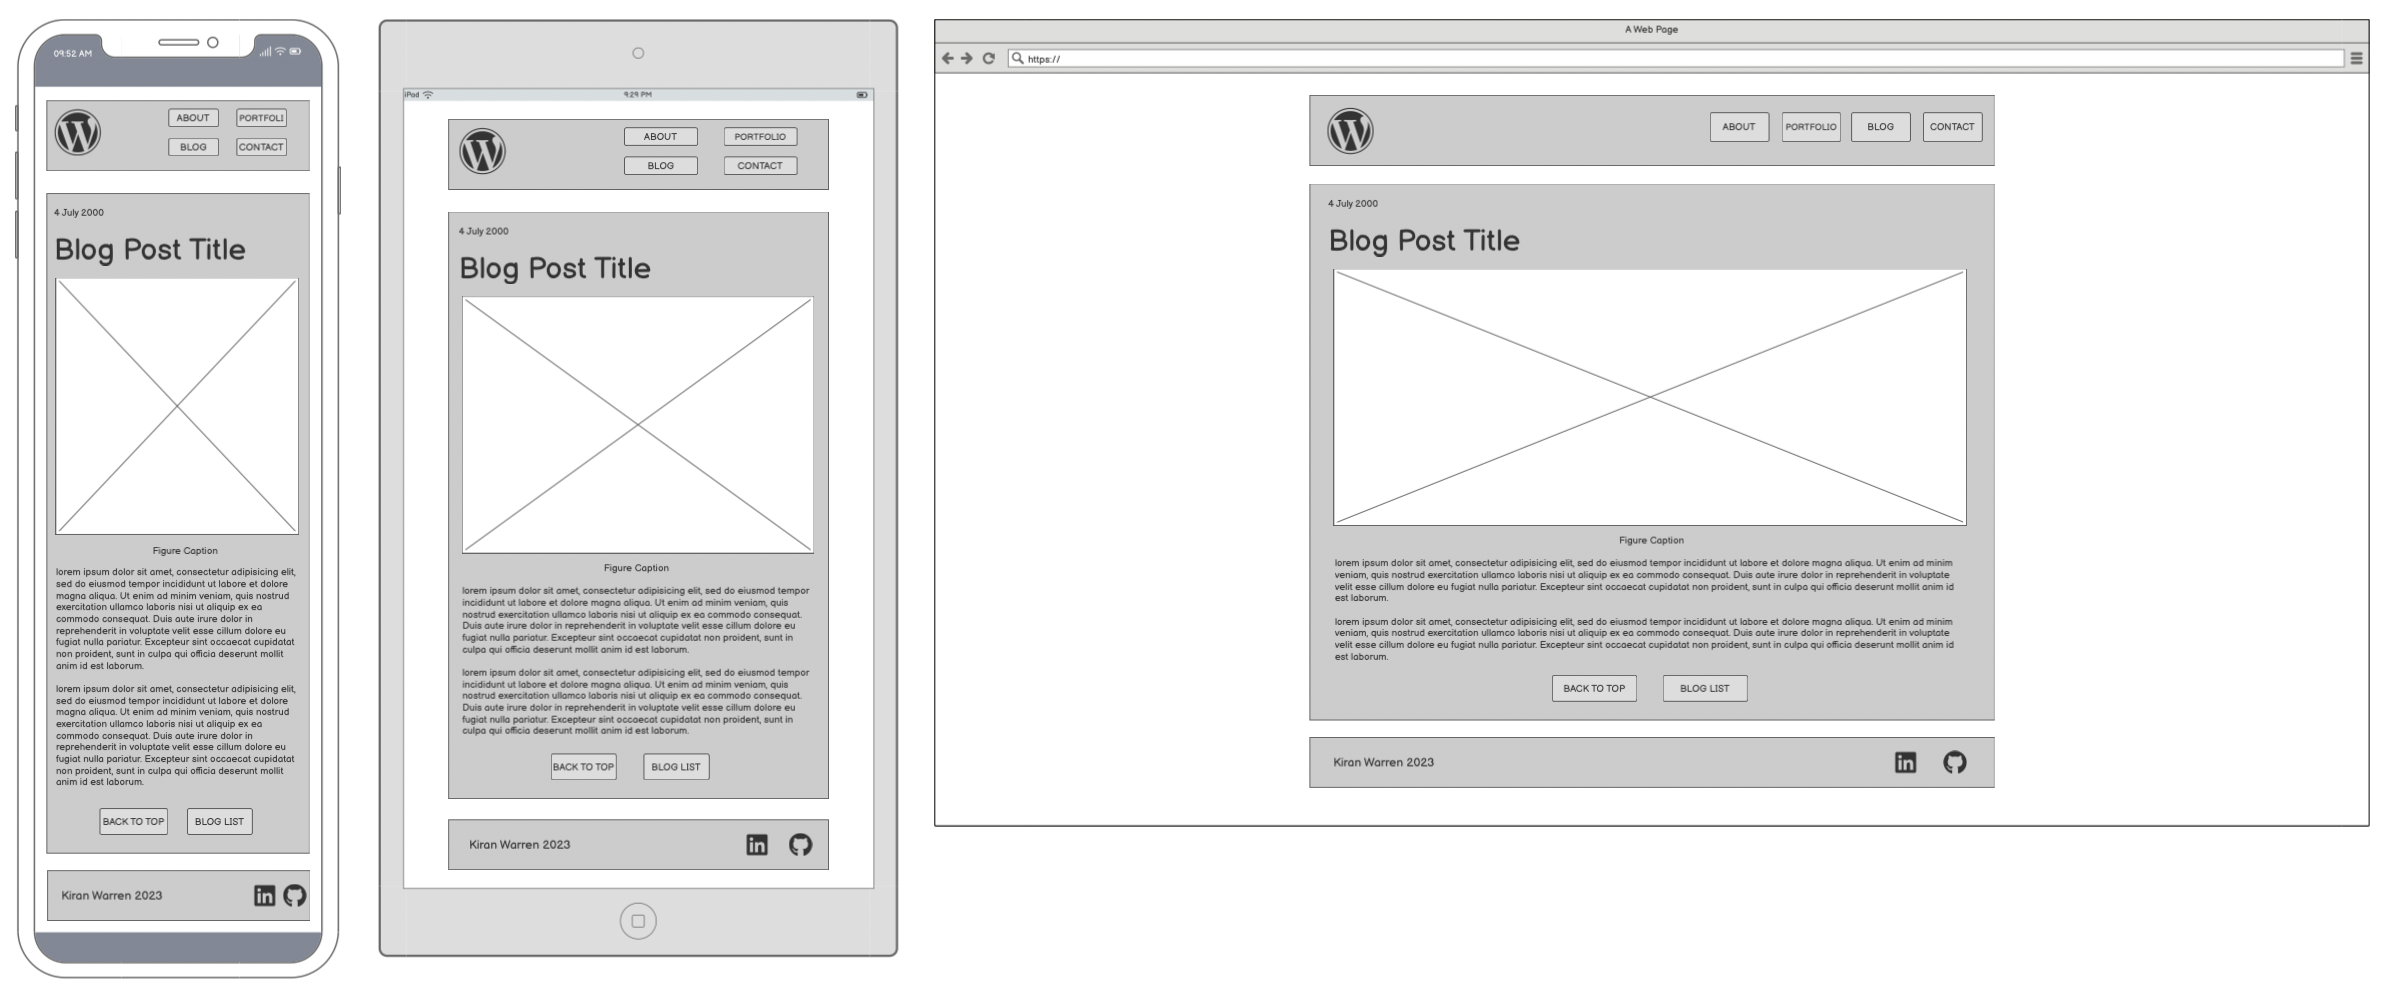 09:52 AM
ABOUT
PORTFOLI
BLOG
CONTACT
4 July 2000
Blog Post Title
Figure Caption
lorem ipsum dolor sit amet, consectetur adipisicing elit,
sed do eiusmod tempor incididunt ut labore et dolore
magna aliqua. Ut enim ad minim veniam, quis nostrud
exercitation ullamco laboris nisi ut aliquip ex ea
commodo consequat. Duis aute irure dolor in
reprehenderit in voluptate velit esse cillum dolore eu
fugiat nulla pariatur. Excepteur sint occaecat cupidatat
non proident, sunt in culpa qui officia deserunt mollit
anim id est laborum.
lorem ipsum dolor sit amet, consectetur adipisicing elit,
sed do eiusmod tempor incididunt ut labore et dolore
magna aliqua. Ut enim ad minim veniam, quis nostrud
exercitation ullamco laboris nisi ut aliquip ex ea
commodo consequat. Duis aute irure dolor in
reprehenderit in voluptate velit esse cillum dolore eu
fugiat nulla pariatur. Excepteur sint occaecat cupidatat
non proident, sunt in culpa qui officia deserunt mollit
anim id est laborum.
BACK TO TOP
BLOG LIST
Kiran Warren 2023
in
iPad
9:29 PM
ABOUT
PORTFOLIO
BLOG
CONTACT
4 July 2000
Blog Post Title
Figure Caption
lorem ipsum dolor sit amet, consectetur adipisicing elit, sed do eiusmod tempor
incididunt ut labore et dolore magna aliqua. Ut enim ad minim veniam, quis
nostrud exercitation ullamco laboris nisi ut aliquip ex ea commodo consequat.
Duis aute irure dolor in reprehenderit in voluptate velit esse cillum dolore eu
fugiat nulla pariatur. Excepteur sint occaecat cupidatat non proident, sunt in
culpa qui officia deserunt mollit anim id est laborum.
lorem ipsum dolor sit amet, consectetur adipisicing elit, sed do eiusmod tempor
incididunt ut labore et dolore magna aliqua. Ut enim ad minim veniam, quis
nostrud exercitation ullamco laboris nisi ut aliquip ex ea commodo consequat.
Duis aute irure dolor in reprehenderit in voluptate velit esse cillum dolore eu
fugiat nulla pariatur. Excepteur sint occaecat cupidatat non proident, sunt in
culpa qui officia deserunt mollit anim id est laborum.
BACK TO TOP
BLOG LIST
Kiran Warren 2023
in
A Web Page
https://
ABOUT
PORTFOLIO
BLOG
CONTACT
4 July 2000
Blog Post Title
Figure Caption
lorem ipsum dolor sit amet, consectetur adipisicing elit, sed do eiusmod tempor incididunt ut labore et dolore magna aliqua. Ut enim ad minim
veniam, quis nostrud exercitation ullamco laboris nisi ut aliquip ex ea commodo consequat. Duis aute irure dolor in reprehenderit in voluptate
velit esse cillum dolore eu fugiat nulla pariatur. Excepteur sint occaecat cupidatat non proident, sunt in culpa qui officia deserunt mollit anim id
est laborum.
lorem ipsum dolor sit amet, consectetur adipisicing elit, sed do eiusmod tempor incididunt ut labore et dolore magna aliqua. Ut enim ad minim
veniam, quis nostrud exercitation ullamco laboris nisi ut aliquip ex ea commodo consequat. Duis aute irure dolor in reprehenderit in voluptate
velit esse cillum dolore eu fugiat nulla pariatur. Excepteur sint occaecat cupidatat non proident, sunt in culpa qui officia deserunt mollit anim id
est laborum.
BACK TO TOP
BLOG LIST
Kiran Warren 2023
in